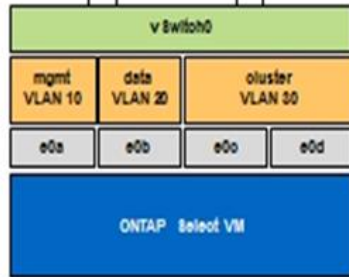 vSwitch0
mgmt
VLAN 10
data
VLAN 20
cluster
VLAN 30
e0a
e0b
e0c
e0d
ONTAP Select VM